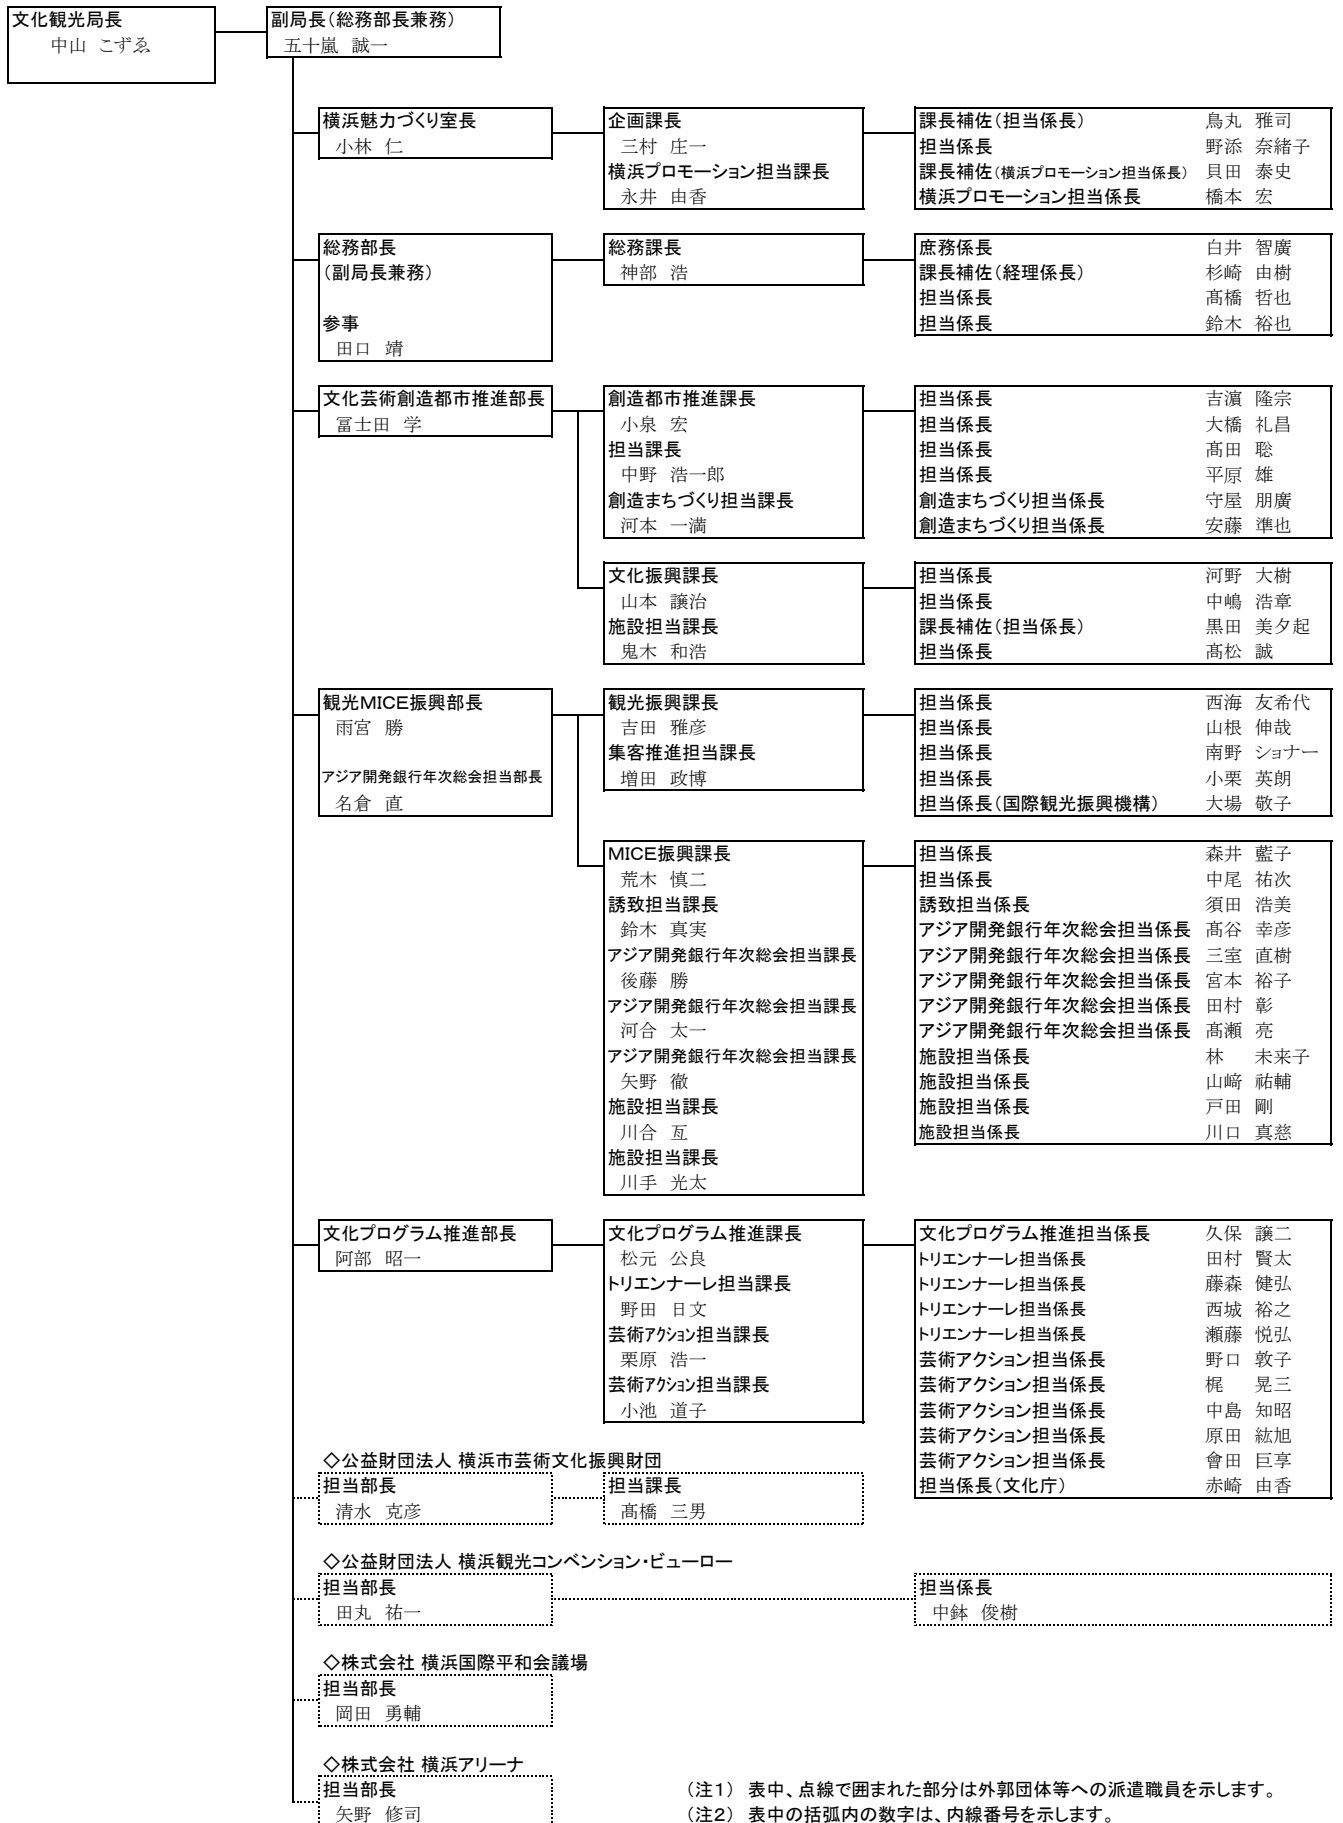 文化観光局長
中山 こずゑ
副局長(総務部長兼務)
五十嵐 誠一
横浜魅力づくり室長
小林 仁
企画課長
三村 庄一
横浜プロモーション担当課長
永井 由香
課長補佐(担当係長) 鳥丸 雅司
担当係長 野添 奈緒子
課長補佐(横浜プロモーション担当係長) 貝田 泰史
横浜プロモーション担当係長 橋本 宏
総務部長
(副局長兼務)
参事
田口 靖
総務課長
神部 浩
庶務係長 白井 智廣
課長補佐(経理係長) 杉崎 由樹
担当係長 髙橋 哲也
担当係長 鈴木 裕也
文化芸術創造都市推進部長
冨士田 学
創造都市推進課長
小泉 宏
担当課長
中野 浩一郎
創造まちづくり担当課長
河本 一満
担当係長 吉濵 隆宗
担当係長 大橋 礼昌
担当係長 髙田 聡
担当係長 平原 雄
創造まちづくり担当係長 守屋 朋廣
創造まちづくり担当係長 安藤 準也
文化振興課長
山本 譲治
施設担当課長
鬼木 和浩
担当係長 河野 大樹
担当係長 中嶋 浩章
課長補佐(担当係長) 黒田 美夕起
担当係長 髙松 誠
観光MICE振興部長
雨宮 勝
アジア開発銀行年次総会担当部長
名倉 直
観光振興課長
吉田 雅彦
集客推進担当課長
増田 政博
担当係長 西海 友希代
担当係長 山根 伸哉
担当係長 南野 ショナー
担当係長 小栗 英朗
担当係長(国際観光振興機構) 大場 敬子
MICE振興課長
荒木 慎二
誘致担当課長
鈴木 真実
アジア開発銀行年次総会担当課長
後藤 勝
アジア開発銀行年次総会担当課長
河合 太一
アジア開発銀行年次総会担当課長
矢野 徹
施設担当課長
川合 亙
施設担当課長
川手 光太
担当係長 森井 藍子
担当係長 中尾 祐次
誘致担当係長 須田 浩美
アジア開発銀行年次総会担当係長 髙谷 幸彦
アジア開発銀行年次総会担当係長 三室 直樹
アジア開発銀行年次総会担当係長 宮本 裕子
アジア開発銀行年次総会担当係長 田村 彰
アジア開発銀行年次総会担当係長 髙瀬 亮
施設担当係長 林 未来子
施設担当係長 山﨑 祐輔
施設担当係長 戸田 剛
施設担当係長 川口 真慈
文化プログラム推進部長
阿部 昭一
文化プログラム推進課長
松元 公良
トリエンナーレ担当課長
野田 日文
芸術アクション担当課長
栗原 浩一
芸術アクション担当課長
小池 道子
文化プログラム推進担当係長 久保 譲二
トリエンナーレ担当係長 田村 賢太
トリエンナーレ担当係長 藤森 健弘
トリエンナーレ担当係長 西城 裕之
トリエンナーレ担当係長 瀬藤 悦弘
芸術アクション担当係長 野口 敦子
芸術アクション担当係長 梶 晃三
芸術アクション担当係長 中島 知昭
芸術アクション担当係長 原田 紘旭
芸術アクション担当係長 會田 巨享
担当係長(文化庁) 赤崎 由香
◇公益財団法人 横浜市芸術文化振興財団
担当部長
清水 克彦
担当課長
髙橋 三男
◇公益財団法人 横浜観光コンベンション・ビューロー
担当部長
田丸 祐一
担当係長
中鉢 俊樹
◇株式会社 横浜国際平和会議場
担当部長
岡田 勇輔
◇株式会社 横浜アリーナ
担当部長
矢野 修司
(注1) 表中、点線で囲まれた部分は外郭団体等への派遣職員を示します。
(注2) 表中の括弧内の数字は、内線番号を示します。